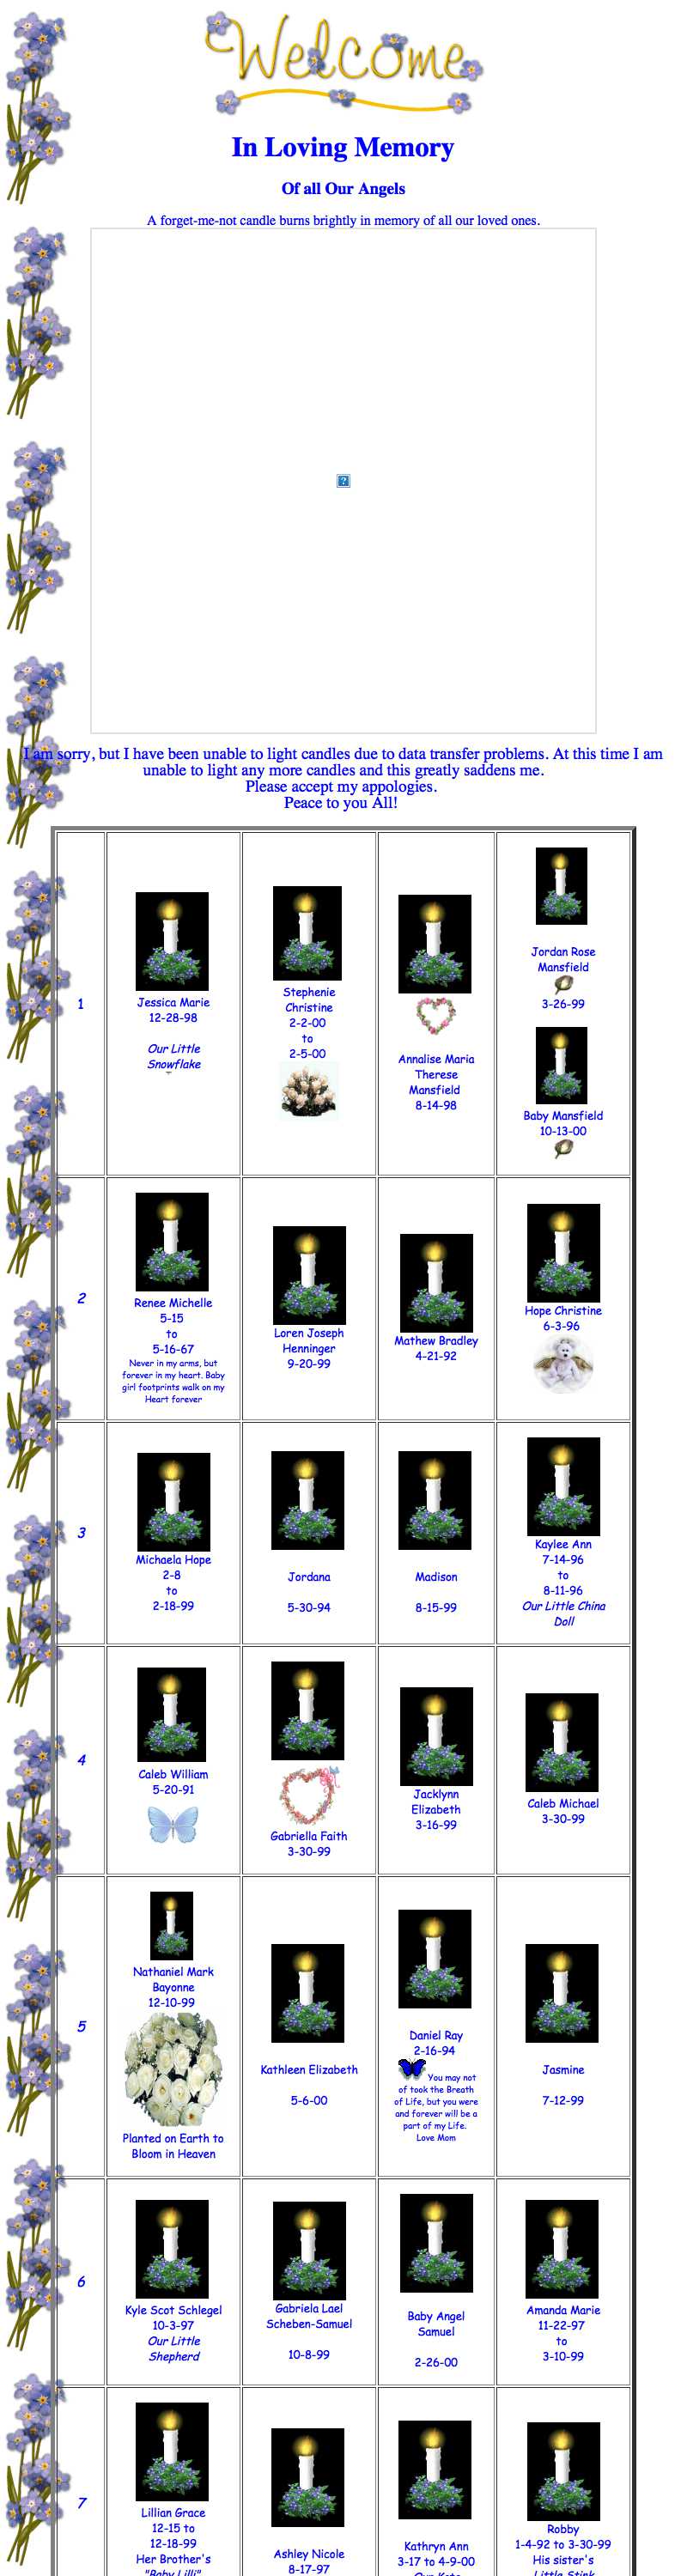 Welcome
In Loving Memory
Of all Our Angels
A forget-me-not candle burns brightly in memory of all our loved ones.
I am sorry, but I have been unable to light candles due to data transfer problems. At this time I am
unable to light any more candles and this greatly saddens me.
Please accept my appologies.
Peace to you All!
1
Jessica Marie
12-28-98
Our Little
Snowflake
Stephenie
Christine
2-2-00
to
2-5-00
Annalise Maria
Therese
Mansfield
8-14-98
Jordan Rose
Mansfield
3-26-99
Baby Mansfield
10-13-00
2
Renee Michelle
5-15
to
5-16-67
Never in my arms, but
forever in my heart. Baby
girl footprints walk on my
Heart forever
Loren Joseph
Henninger
9-20-99
Mathew Bradley
4-21-92
Hope Christine
6-3-96
3
Michaela Hope
2-8
to
2-18-99
Jordana
5-30-94
Madison
8-15-99
Kaylee Ann
7-14-96
to
8-11-96
Our Little China
Doll
4
Caleb William
5-20-91
Gabriella Faith
3-30-99
Jacklynn
Elizabeth
3-16-99
Caleb Michael
3-30-99
5
Nathaniel Mark
Bayonne
12-10-99
Planted on Earth to
Bloom in Heaven
Kathleen Elizabeth
5-6-00
Daniel Ray
2-16-94
You may not
of took the Breath
of Life, but you were
and forever will be a
part of my Life.
Love Mom
Jasmine
7-12-99
6
Kyle Scot Schlegel
10-3-97
Our Little
Shepherd
Gabriela Lael
Scheben-Samuel
10-8-99
Baby Angel
Samuel
2-26-00
Amanda Marie
11-22-97
to
3-10-99
7
Lillian Grace
12-15 to
12-18-99
Her Brother's
"Baby Lilli"
Ashley Nicole
8-17-97
Kathryn Ann
3-17 to 4-9-00
Our Kate
Robby
1-4-92 to 3-30-99
His sister's
Little Stink